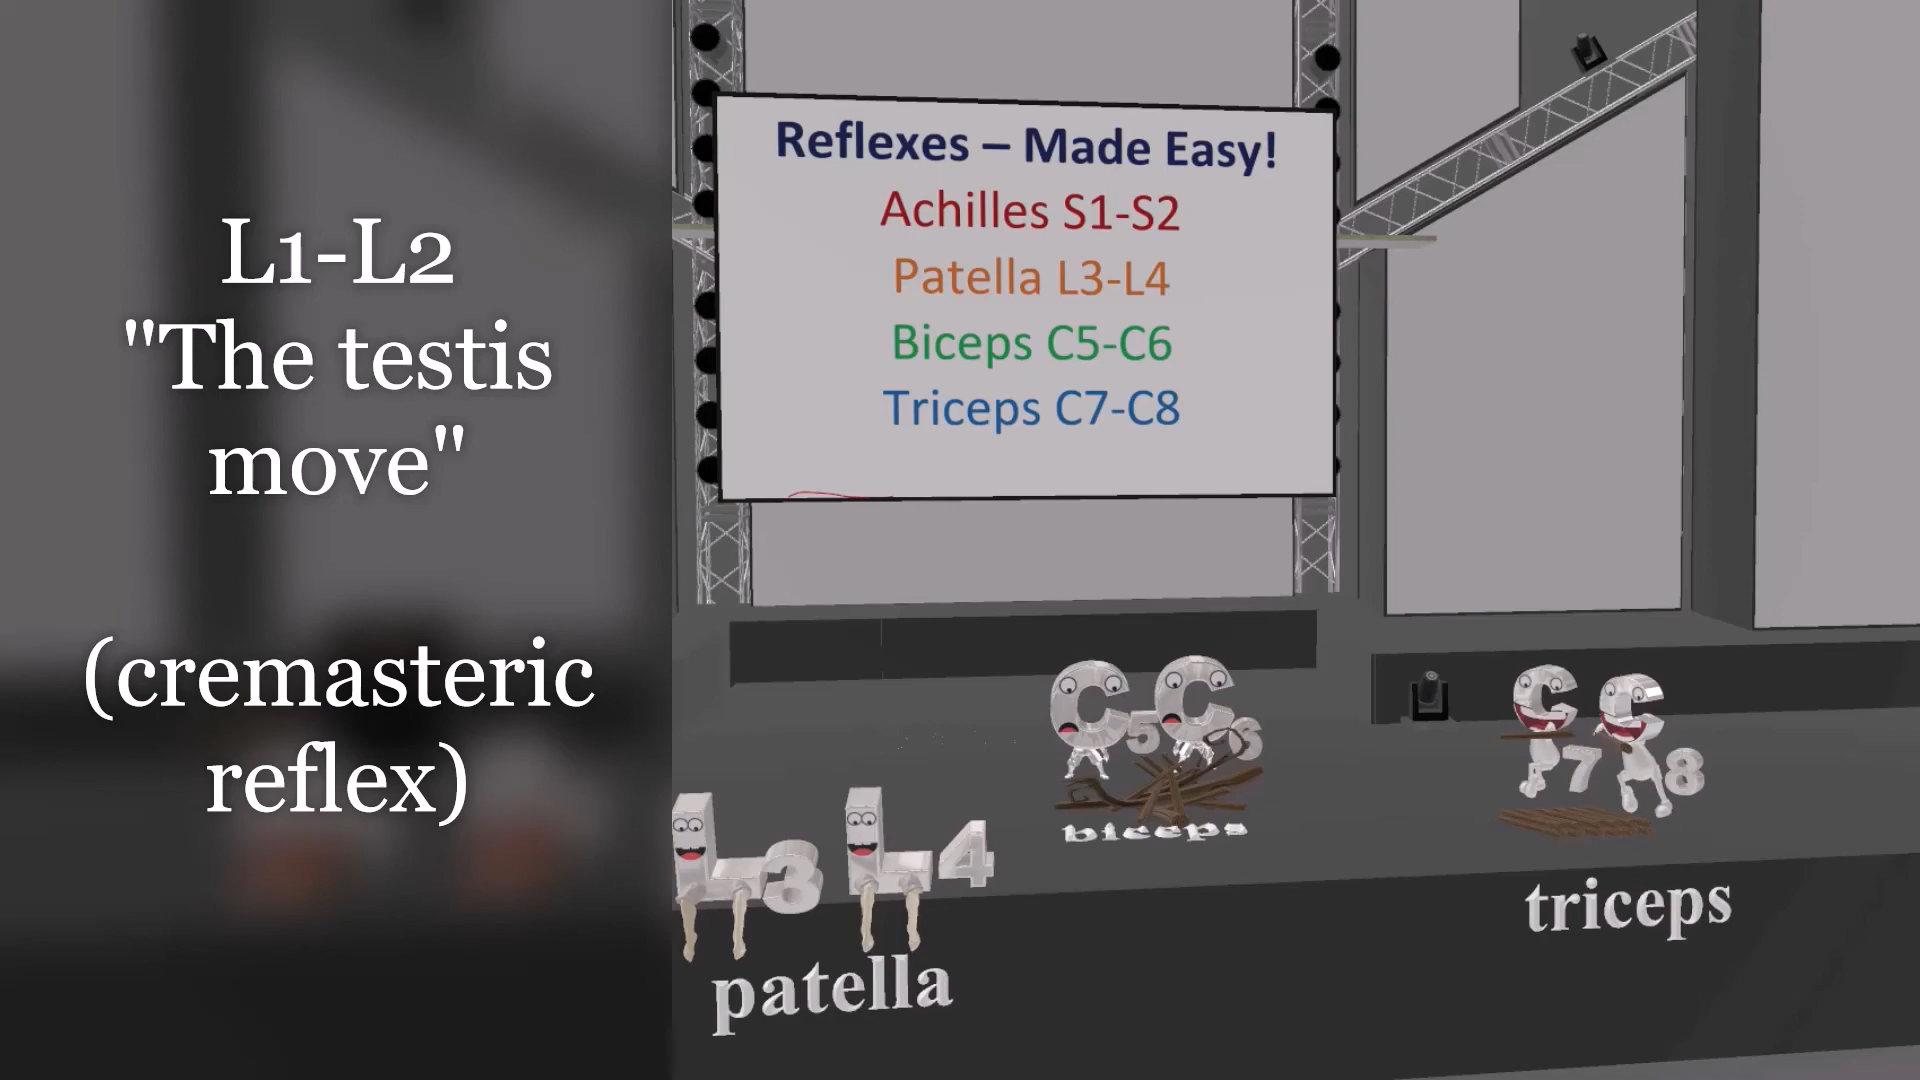 L1-L2
"The testis
move"
(cremasteric
reflex)
Reflexes – Made Easy!
Achilles S1-S2
Patella L3-L4
Biceps C5-C6
Triceps C7-C8
C5 C6
biceps
C7 C8
triceps
L3 L4
patella